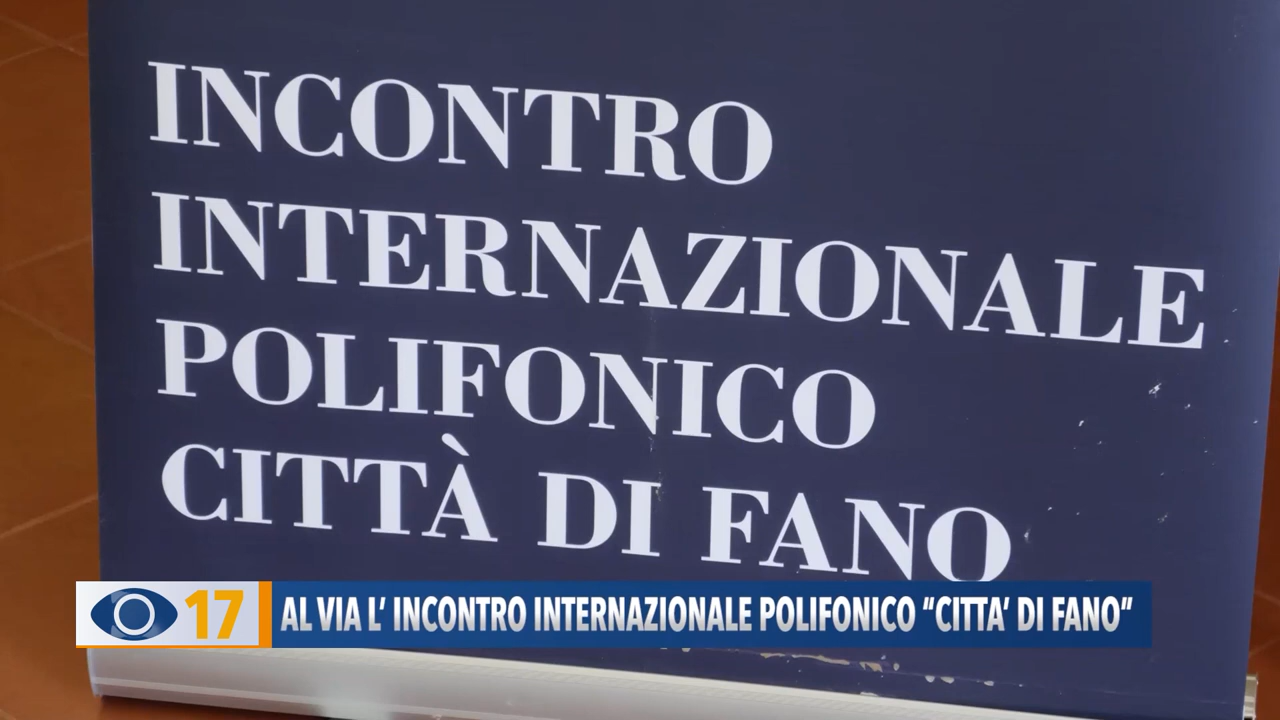 INCONTRO
INTERNAZIONALE
POLIFONICO
CITTÀ DI FANO
17 AL VIA L' INCONTRO INTERNAZIONALE POLIFONICO “CITTA' DI FANO”